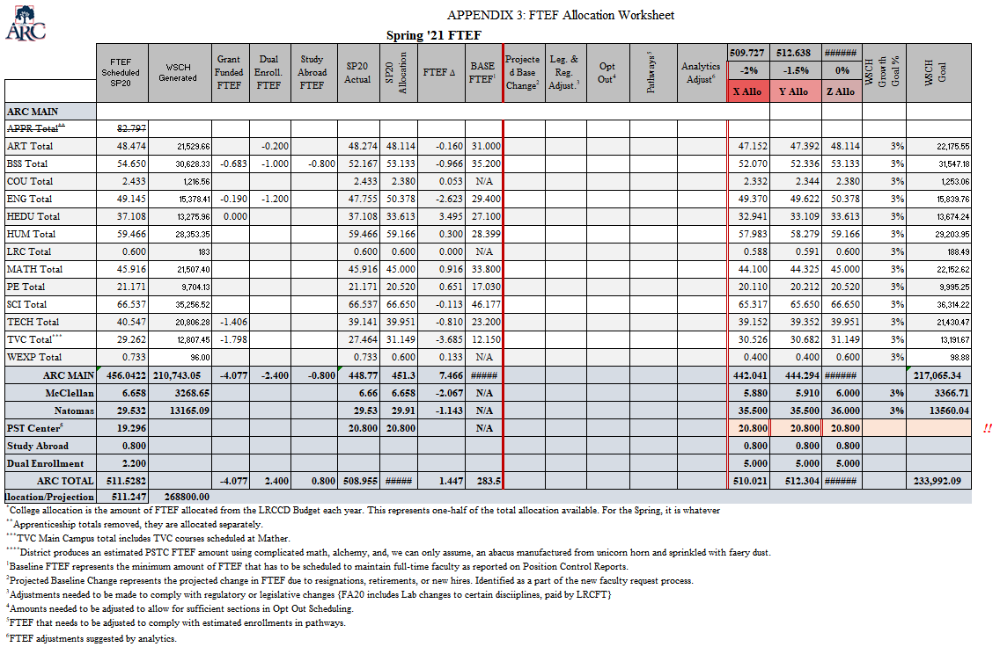 ARC
APPENDIX 3: FTEF Allocation Worksheet
Spring '21 FTEF
FTEF Scheduled SP20 | WSCH Generated | Grant Funded FTEF | Dual Enroll. FTEF | Study Abroad FTEF | SP20 Actual | SP20 Allocation | FTEF Δ | BASE FTEF1 | Projecte d Base Change2 | Leg. & Reg. Adjust.3 | Opt Out4 | Pathways5 | Analytics Adjust6 | 509.727 -2% X Allo | 512.638 -1.5% Y Allo | ###### 0% Z Allo | WSCH Growth Goal % | WSCH Goal
ARC MAIN
APPR Total** 82.797
ART Total 48.474 21,529.66 -0.200 48.274 48.114 -0.160 31.000 47.152 47.392 48.114 3% 22,175.55
BSS Total 54.650 30,628.33 -0.683 -1.000 -0.800 52.167 53.133 -0.966 35.200 52.070 52.336 53.133 3% 31,547.18
COU Total 2.433 1,216.56 2.433 2.380 0.053 N/A 2.332 2.344 2.380 3% 1,253.06
ENG Total 49.145 15,378.41 -0.190 -1.200 47.755 50.378 -2.623 29.400 49.370 49.622 50.378 3% 15,839.76
HEDU Total 37.108 13,275.96 0.000 37.108 33.613 3.495 27.100 32.941 33.109 33.613 3% 13,674.24
HUM Total 59.466 28,353.35 59.466 59.166 0.300 28.399 57.983 58.279 59.166 3% 29,203.95
LRC Total 0.600 183 0.600 0.600 0.000 N/A 0.588 0.591 0.600 3% 188.49
MATH Total 45.916 21,507.40 45.916 45.000 0.916 33.800 44.100 44.325 45.000 3% 22,152.62
PE Total 21.171 9,704.13 21.171 20.520 0.651 17.030 20.110 20.212 20.520 3% 9,995.25
SCI Total 66.537 35,256.52 66.537 66.650 -0.113 46.177 65.317 65.650 66.650 3% 36,314.22
TECH Total 40.547 20,806.28 -1.406 39.141 39.951 -0.810 23.200 39.152 39.352 39.951 3% 21,430.47
TVC Total*** 29.262 12,807.45 -1.798 27.464 31.149 -3.685 12.150 30.526 30.682 31.149 3% 13,191.67
WEXP Total 0.733 96.00 0.733 0.600 0.133 N/A 0.400 0.400 0.600 3% 98.88
ARC MAIN 456.0422 210,743.05 -4.077 -2.400 -0.800 448.77 451.3 7.466 ##### 442.041 444.294 ###### 217,065.34
McClellan 6.658 3268.65 6.66 6.658 -2.067 N/A 5.880 5.910 6.000 3% 3366.71
Natomas 29.532 13165.09 29.53 29.91 -1.143 N/A 35.500 35.500 36.000 3% 13560.04
PST Center5 19.296 20.800 20.800 N/A 20.800 20.800 20.800 !!
Study Abroad 0.800 0.800 0.800 0.800
Dual Enrollment 2.200 5.000 5.000 5.000
ARC TOTAL 511.5282 -4.077 2.400 0.800 508.955 ##### 1.447 283.5 510.021 512.304 ###### 233,992.09
llocation/Projection 511.247 268800.00
*College allocation is the amount of FTEF allocated from the LRCCD Budget each year. This represents one-half of the total allocation available. For the Spring, it is whatever
**Apprenticeship totals removed, they are allocated separately.
***TVC Main Campus total includes TVC courses scheduled at Mather.
****District produces an estimated PSTC FTEF amount using complicated math, alchemy, and, we can only assume, an abacus manufactured from unicorn horn and sprinkled with faery dust.
1Baseline FTEF represents the minimum amount of FTEF that has to be scheduled to maintain full-time faculty as reported on Position Control Reports.
2Projected Baseline Change represents the projected change in FTEF due to resignations, retirements, or new hires. Identified as a part of the new faculty request process.
3Adjustments needed to be made to comply with regulatory or legislative changes {FA20 includes Lab changes to certain disciiplines, paid by LRCFT}
4Amounts needed to be adjusted to allow for sufficient sections in Opt Out Scheduling.
5FTEF that needs to be adjusted to comply with estimated enrollments in pathways.
6FTEF adjustments suggested by analytics.